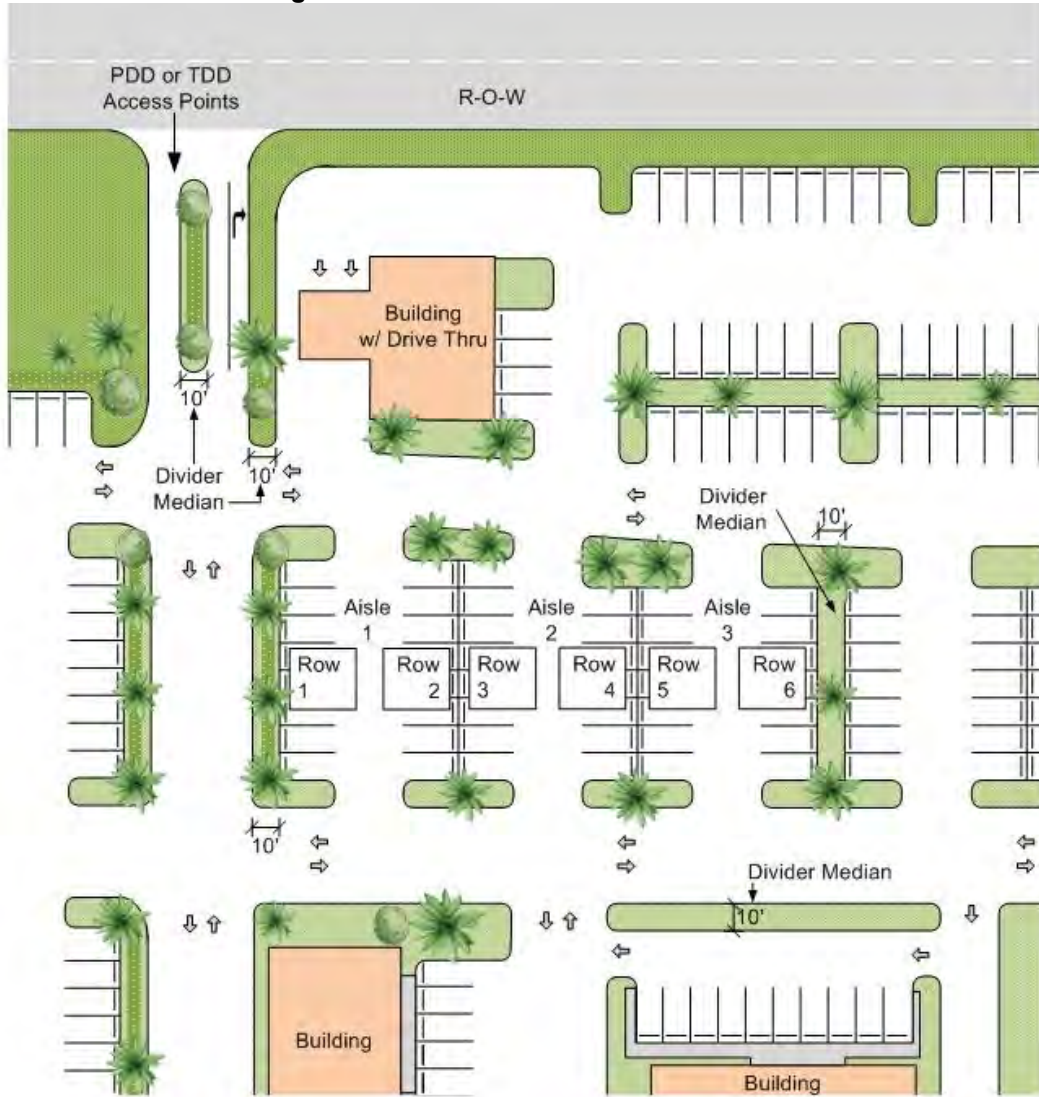 PDD or TDD
Access Points
R-O-W
Building
w/ Drive Thru
10'
Divider
Median
10'
Divider
Median
10'
Aisle
1
Aisle
2
Aisle
3
Row
1
Row
2
Row
3
Row
4
Row
5
Row
6
10'
Divider Median
10'
Building
Building